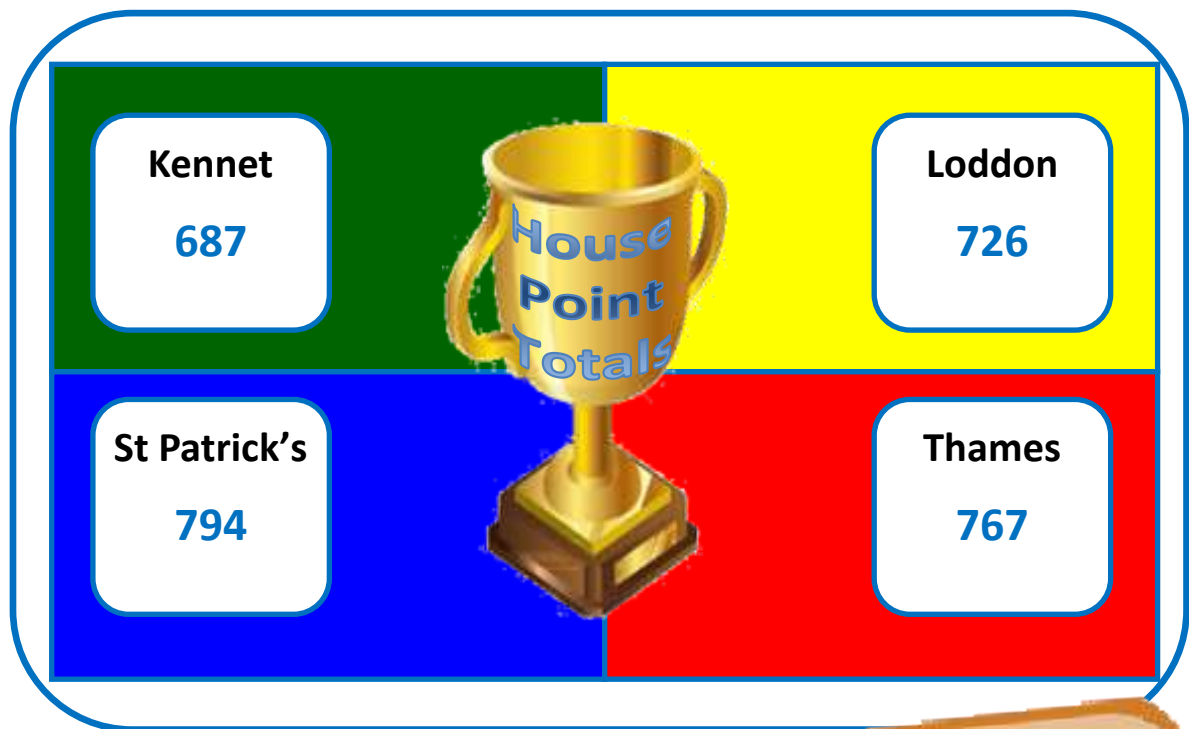 Kennet
687
Loddon
726
House
Point
Totals
St Patrick’s
794
Thames
767